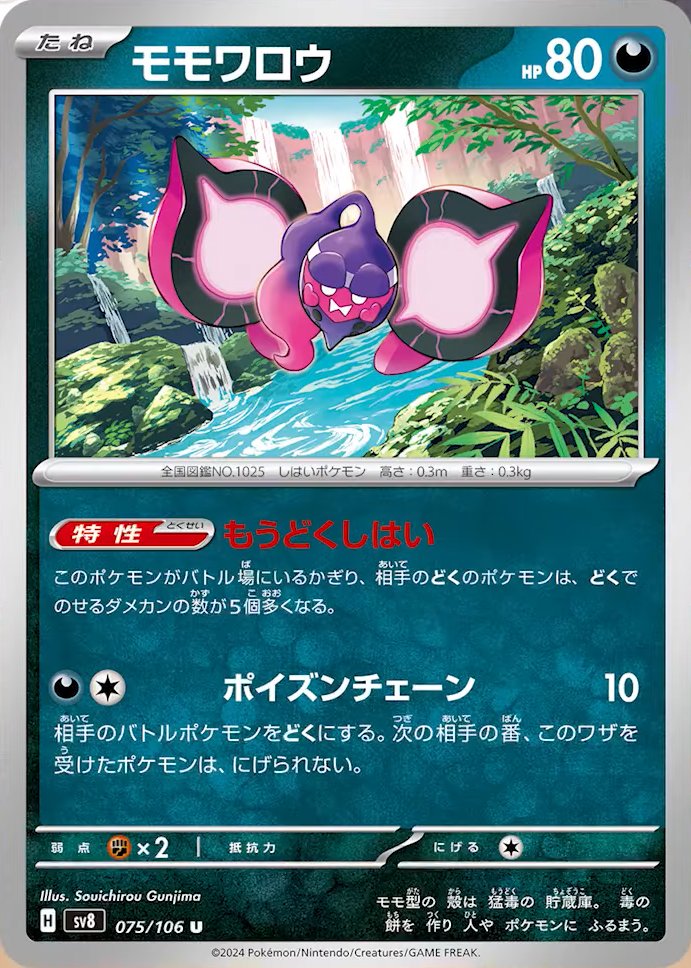 たね モモワロウ HP80
全国図鑑NO.1025 しはいポケモン 高さ:0.3m 重さ:0.3kg
特性 とくせい もうどくしはい
このポケモンがバトル場にいるかぎり、相手のどくのポケモンは、どくで
のせるダメカンの数が5個多くなる。
ポイズンチェーン 10
相手のバトルポケモンをどくにする。次の相手の番、このワザを
受けたポケモンは、にげられない。
弱点 ×2 抵抗力 にげる
Illus. Souichirou Gunjima
モモ型の 殻は 猛毒の 貯蔵庫。 毒の
餅を 作り 人や ポケモンに ふるまう。
H sv8 075/106 U
©2024 Pokémon/Nintendo/Creatures/GAME FREAK.